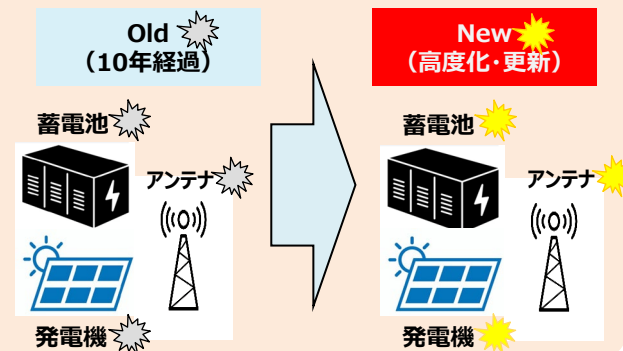 Old
（10年経過）
New
（高度化・更新）
蓄電池
アンテナ
発電機
蓄電池
アンテナ
発電機